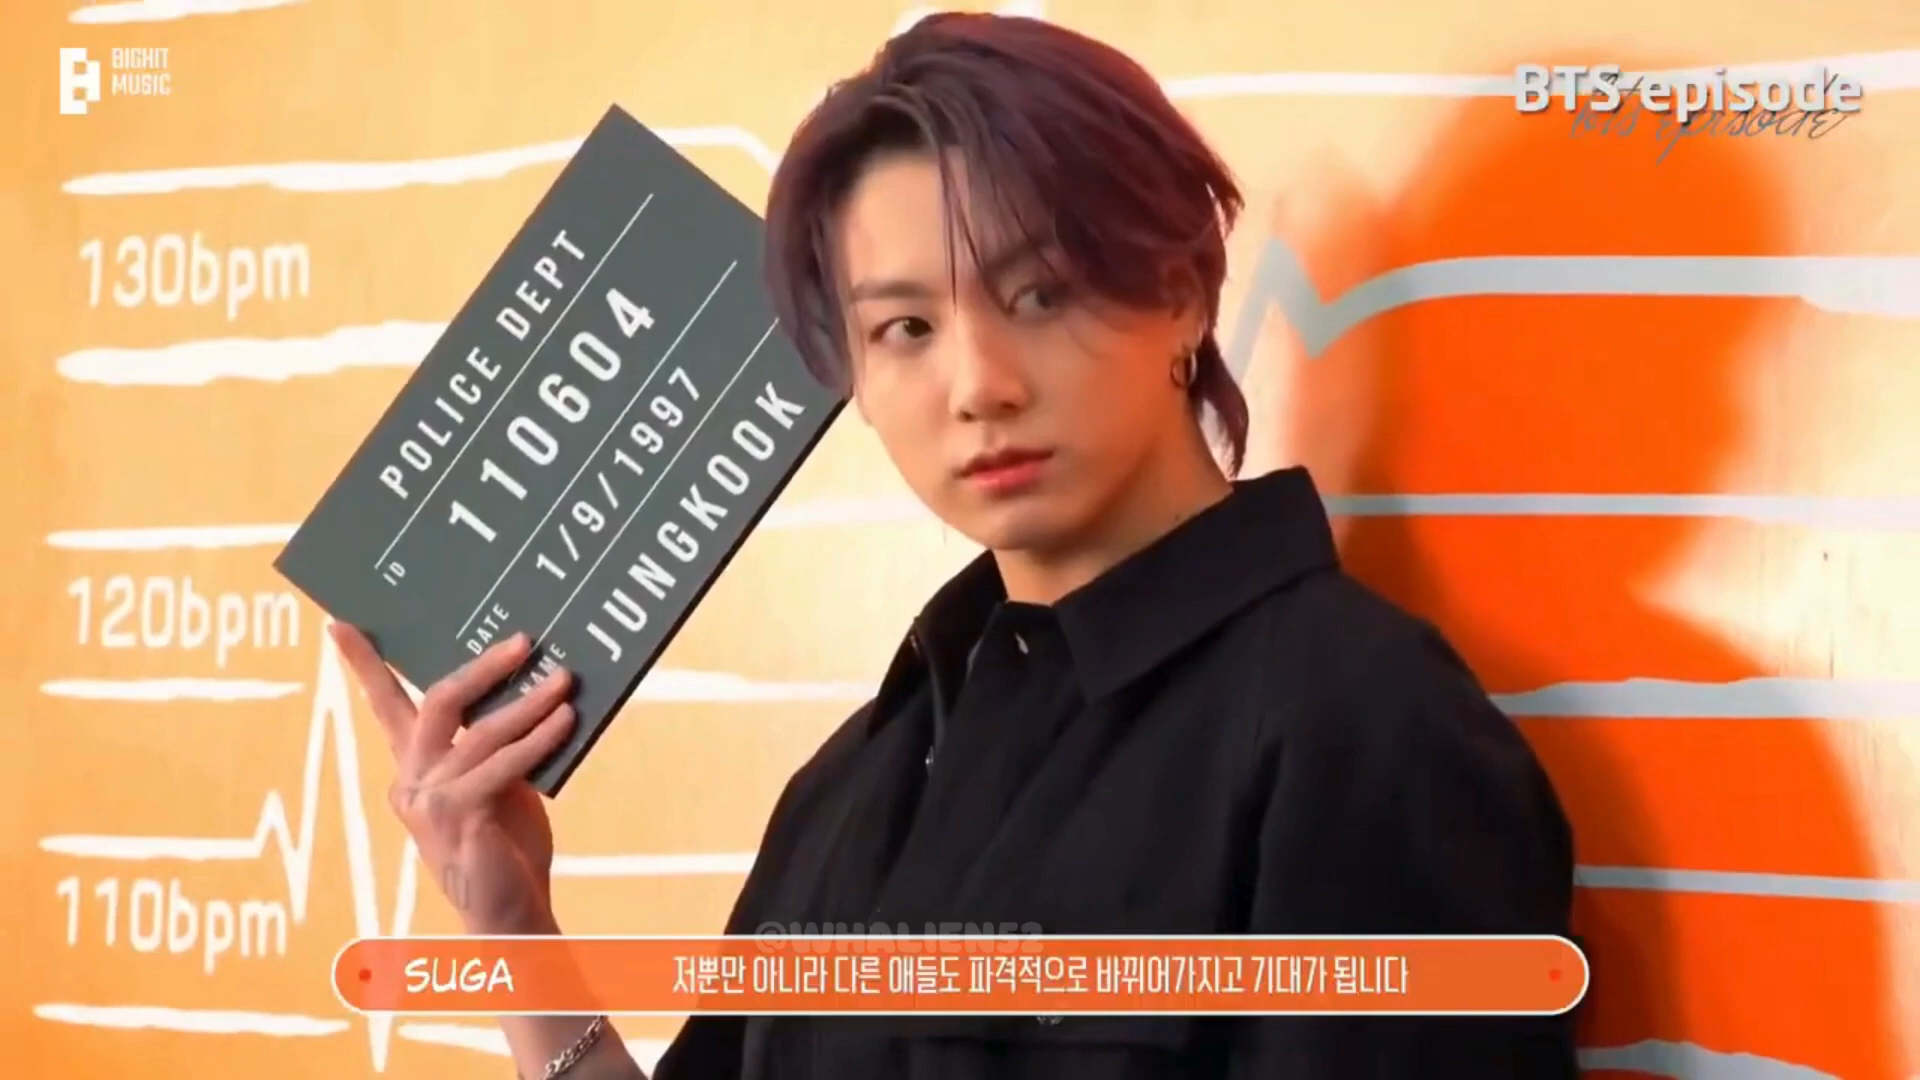 BIGHIT
MUSIC
BTS episode
bts episode
130bpm
POLICE DEPT
ID 110604
DATE 1/9/1997
NAME JUNGKOOK
120bpm
110bpm
@WHALIEN52
SUGA 저뿐만 아니라 다른 애들도 파격적으로 바뀌어가지고 기대가 됩니다